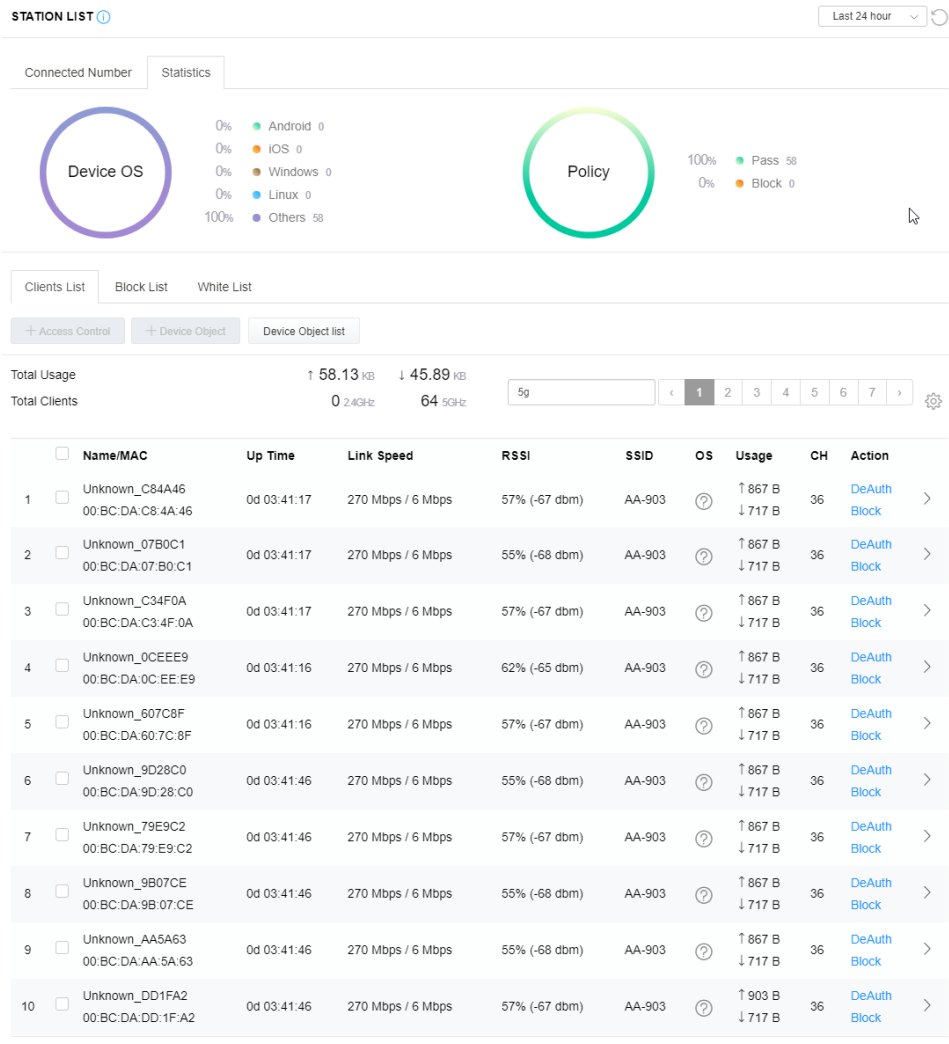 STATION LIST
Last 24 hour
Connected Number Statistics
Device OS
0% Android 0
0% iOS 0
0% Windows 0
0% Linux 0
100% Others 58
Policy
100% Pass 58
0% Block 0
Clients List Block List White List
+ Access Control + Device Object Device Object list
Total Usage ↑ 58.13 KB ↓ 45.89 KB
Total Clients 0 2.4GHz 64 5GHz
5g ‹ 1 2 3 4 5 6 7 ›
Name/MAC Up Time Link Speed RSSI SSID OS Usage CH Action
1 Unknown_C84A46 0d 03:41:17 270 Mbps / 6 Mbps 57% (-67 dbm) AA-903 ? ↑ 867 B 36 DeAuth
00:BC:DA:C8:4A:46 ↓ 717 B Block
2 Unknown_07B0C1 0d 03:41:17 270 Mbps / 6 Mbps 55% (-68 dbm) AA-903 ? ↑ 867 B 36 DeAuth
00:BC:DA:07:B0:C1 ↓ 717 B Block
3 Unknown_C34F0A 0d 03:41:17 270 Mbps / 6 Mbps 57% (-67 dbm) AA-903 ? ↑ 867 B 36 DeAuth
00:BC:DA:C3:4F:0A ↓ 717 B Block
4 Unknown_0CEEE9 0d 03:41:16 270 Mbps / 6 Mbps 62% (-65 dbm) AA-903 ? ↑ 867 B 36 DeAuth
00:BC:DA:0C:EE:E9 ↓ 717 B Block
5 Unknown_607C8F 0d 03:41:16 270 Mbps / 6 Mbps 57% (-67 dbm) AA-903 ? ↑ 867 B 36 DeAuth
00:BC:DA:60:7C:8F ↓ 717 B Block
6 Unknown_9D28C0 0d 03:41:46 270 Mbps / 6 Mbps 55% (-68 dbm) AA-903 ? ↑ 867 B 36 DeAuth
00:BC:DA:9D:28:C0 ↓ 717 B Block
7 Unknown_79E9C2 0d 03:41:46 270 Mbps / 6 Mbps 57% (-67 dbm) AA-903 ? ↑ 867 B 36 DeAuth
00:BC:DA:79:E9:C2 ↓ 717 B Block
8 Unknown_9B07CE 0d 03:41:46 270 Mbps / 6 Mbps 55% (-68 dbm) AA-903 ? ↑ 867 B 36 DeAuth
00:BC:DA:9B:07:CE ↓ 717 B Block
9 Unknown_AA5A63 0d 03:41:46 270 Mbps / 6 Mbps 55% (-68 dbm) AA-903 ? ↑ 867 B 36 DeAuth
00:BC:DA:AA:5A:63 ↓ 717 B Block
10 Unknown_DD1FA2 0d 03:41:46 270 Mbps / 6 Mbps 57% (-67 dbm) AA-903 ? ↑ 903 B 36 DeAuth
00:BC:DA:DD:1F:A2 ↓ 717 B Block